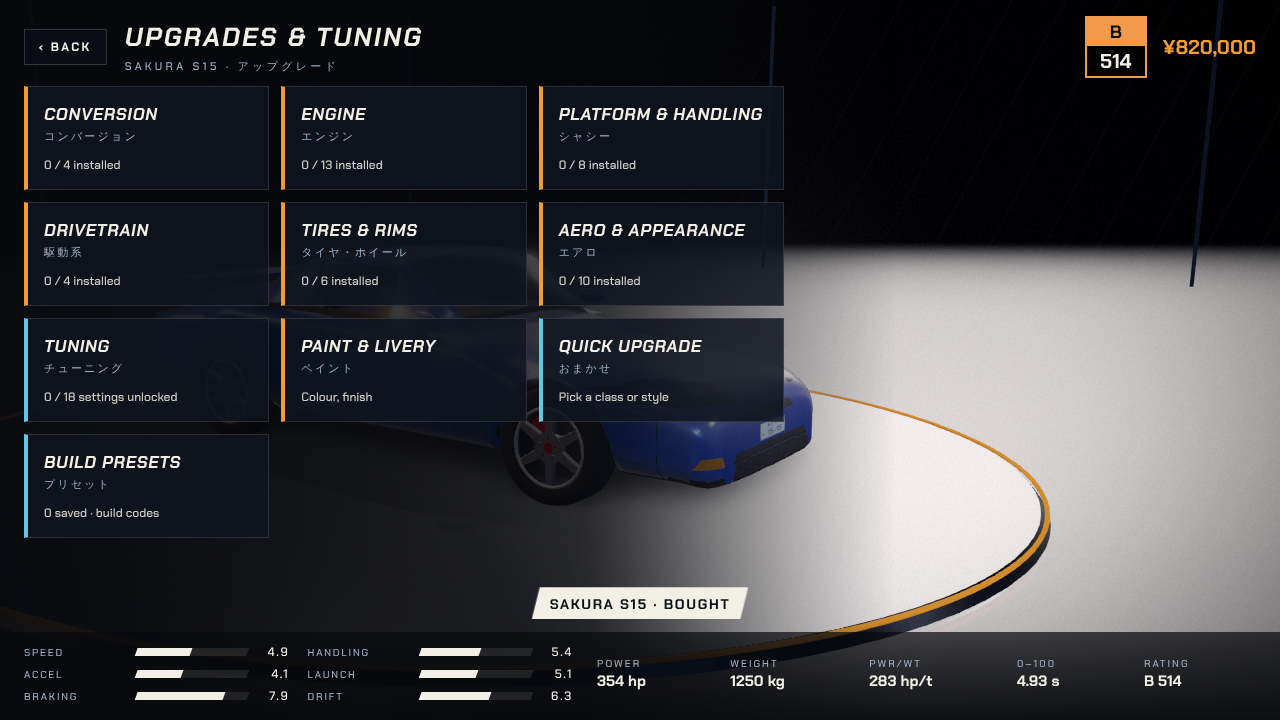 ‹ BACK
UPGRADES & TUNING
SAKURA S15 · アップグレード
B
514
¥820,000
CONVERSION
コンバージョン
0 / 4 installed
ENGINE
エンジン
0 / 13 installed
PLATFORM & HANDLING
シャシー
0 / 8 installed
DRIVETRAIN
駆動系
0 / 4 installed
TIRES & RIMS
タイヤ・ホイール
0 / 6 installed
AERO & APPEARANCE
エアロ
0 / 10 installed
TUNING
チューニング
0 / 18 settings unlocked
PAINT & LIVERY
ペイント
Colour, finish
QUICK UPGRADE
おまかせ
Pick a class or style
BUILD PRESETS
プリセット
0 saved · build codes
SAKURA S15 · BOUGHT
SPEED 4.9
ACCEL 4.1
BRAKING 7.9
HANDLING 5.4
LAUNCH 5.1
DRIFT 6.3
POWER
354 hp
WEIGHT
1250 kg
PWR/WT
283 hp/t
0–100
4.93 s
RATING
B 514